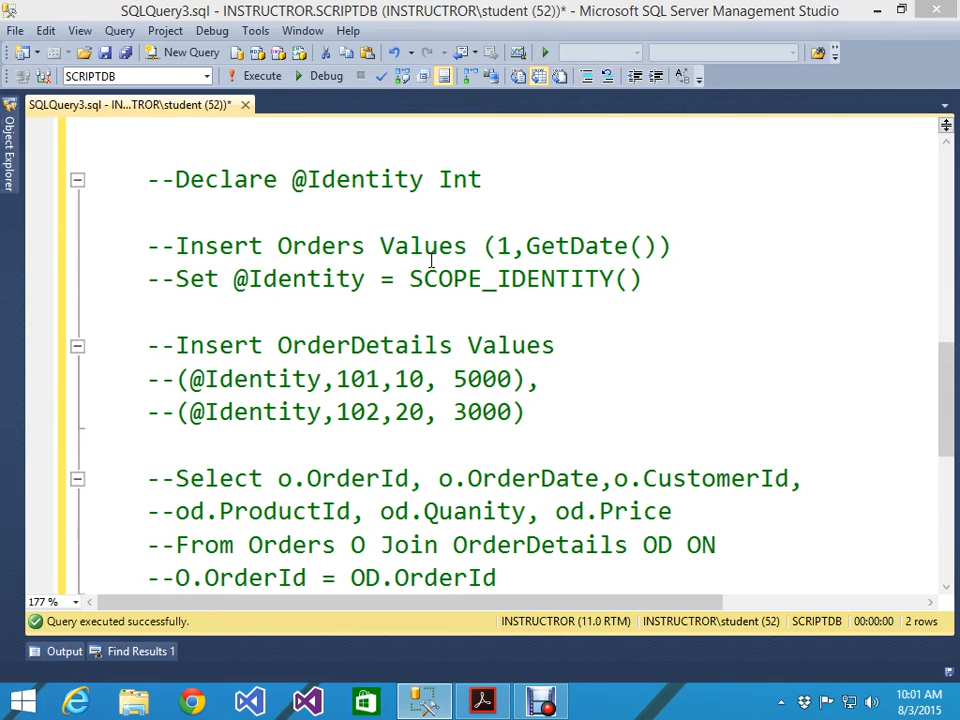 SQLQuery3.sql - INSTRUCTROR.SCRIPTDB (INSTRUCTROR\student (52))* - Microsoft SQL Server Management Studio
File Edit View Query Project Debug Tools Window Help
New Query
SCRIPTDB Execute Debug
SQLQuery3.sql - IN...TROR\student (52))*
Object Explorer
--Declare @Identity Int
--Insert Orders Values (1,GetDate())
--Set @Identity = SCOPE_IDENTITY()
--Insert OrderDetails Values
--(@Identity,101,10, 5000),
--(@Identity,102,20, 3000)
--Select o.OrderId, o.OrderDate,o.CustomerId,
--od.ProductId, od.Quanity, od.Price
--From Orders O Join OrderDetails OD ON
--O.OrderId = OD.OrderId
177 %
Query executed successfully. INSTRUCTROR (11.0 RTM) INSTRUCTROR\student (52) SCRIPTDB 00:00:00 2 rows
Output Find Results 1
10:01 AM
8/3/2015